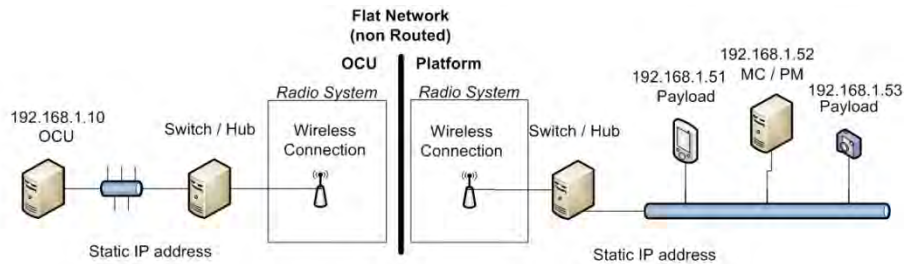 Flat Network
(non Routed)
OCU Platform
Radio System
Radio System
192.168.1.10
OCU
Switch / Hub
Wireless
Connection
Wireless
Connection
Switch / Hub
192.168.1.51
Payload
192.168.1.52
MC / PM
192.168.1.53
Payload
Static IP address
Static IP address